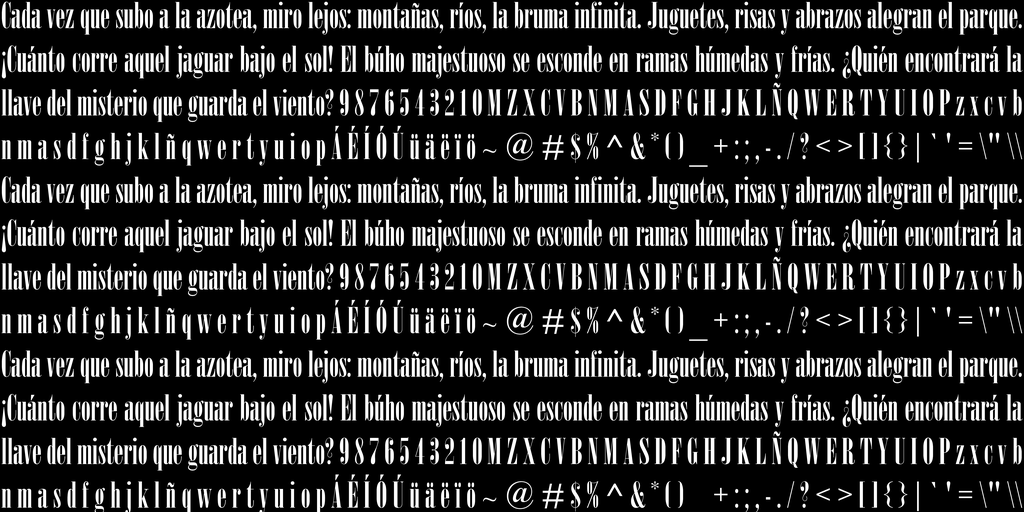 Cada vez que subo a la azotea, miro lejos: montañas, ríos, la bruma infinita. Juguetes, risas y abrazos alegran el parque.
¡Cuánto corre aquel jaguar bajo el sol! El búho majestuoso se esconde en ramas húmedas y frías. ¿Quién encontrará la
llave del misterio que guarda el viento? 9 8 7 6 5 4 3 2 1 0 M Z X C V B N M A S D F G H J K L Ñ Q W E R T Y U I O P z x c v b
n m a s d f g h j k l ñ q w e r t y u i o p Á É Í Ó Ú ü ä ë ï ö ~ @ # $ % ^ & * ( ) _ + : ; , - . / ? < > [ ] { } | ` ' = \ " \\
Cada vez que subo a la azotea, miro lejos: montañas, ríos, la bruma infinita. Juguetes, risas y abrazos alegran el parque.
¡Cuánto corre aquel jaguar bajo el sol! El búho majestuoso se esconde en ramas húmedas y frías. ¿Quién encontrará la
llave del misterio que guarda el viento? 9 8 7 6 5 4 3 2 1 0 M Z X C V B N M A S D F G H J K L Ñ Q W E R T Y U I O P z x c v b
n m a s d f g h j k l ñ q w e r t y u i o p Á É Í Ó Ú ü ä ë ï ö ~ @ # $ % ^ & * ( ) _ + : ; , - . / ? < > [ ] { } | ` ' = \ " \\
Cada vez que subo a la azotea, miro lejos: montañas, ríos, la bruma infinita. Juguetes, risas y abrazos alegran el parque.
¡Cuánto corre aquel jaguar bajo el sol! El búho majestuoso se esconde en ramas húmedas y frías. ¿Quién encontrará la
llave del misterio que guarda el viento? 9 8 7 6 5 4 3 2 1 0 M Z X C V B N M A S D F G H J K L Ñ Q W E R T Y U I O P z x c v b
n m a s d f g h j k l ñ q w e r t y u i o p Á É Í Ó Ú ü ä ë ï ö ~ @ # $ % ^ & * ( ) + : ; , - . / ? < > [ ] { } | ` ' = \ " \\